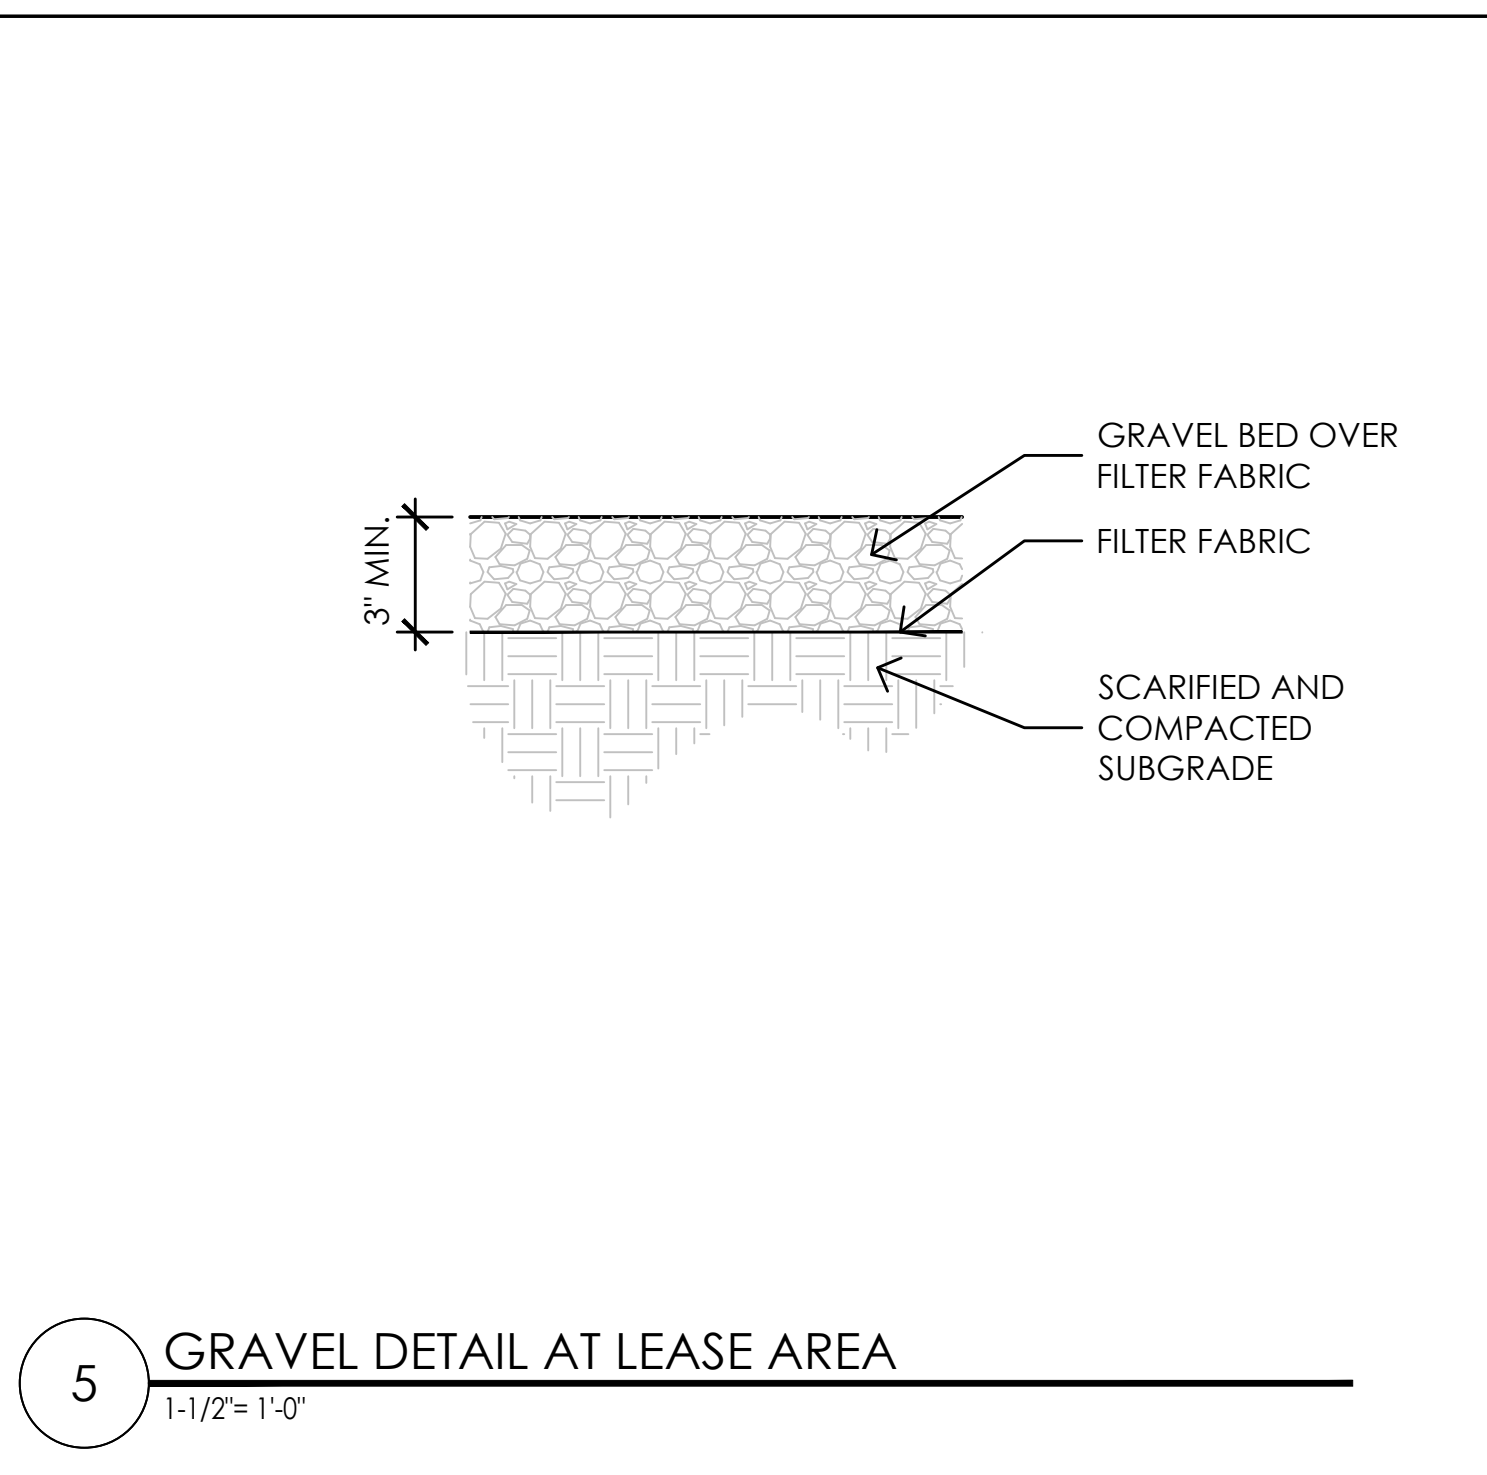 GRAVEL BED OVER
FILTER FABRIC
FILTER FABRIC
3" MIN.
SCARIFIED AND
COMPACTED
SUBGRADE
5
GRAVEL DETAIL AT LEASE AREA
1-1/2"= 1'-0"